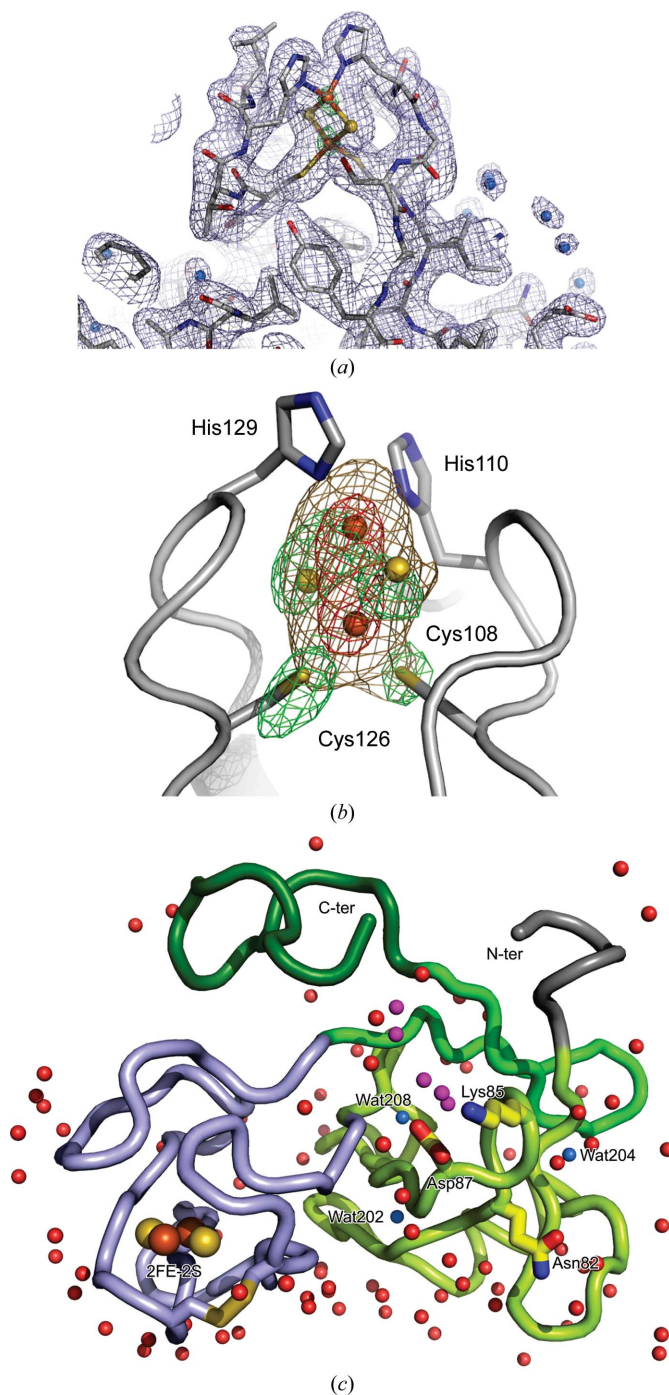 (a)
His129
His110
Cys108
Cys126
(b)
C-ter
N-ter
Lys85
Wat208
Wat204
Asp87
Wat202
Asn82
2FE-2S
(c)